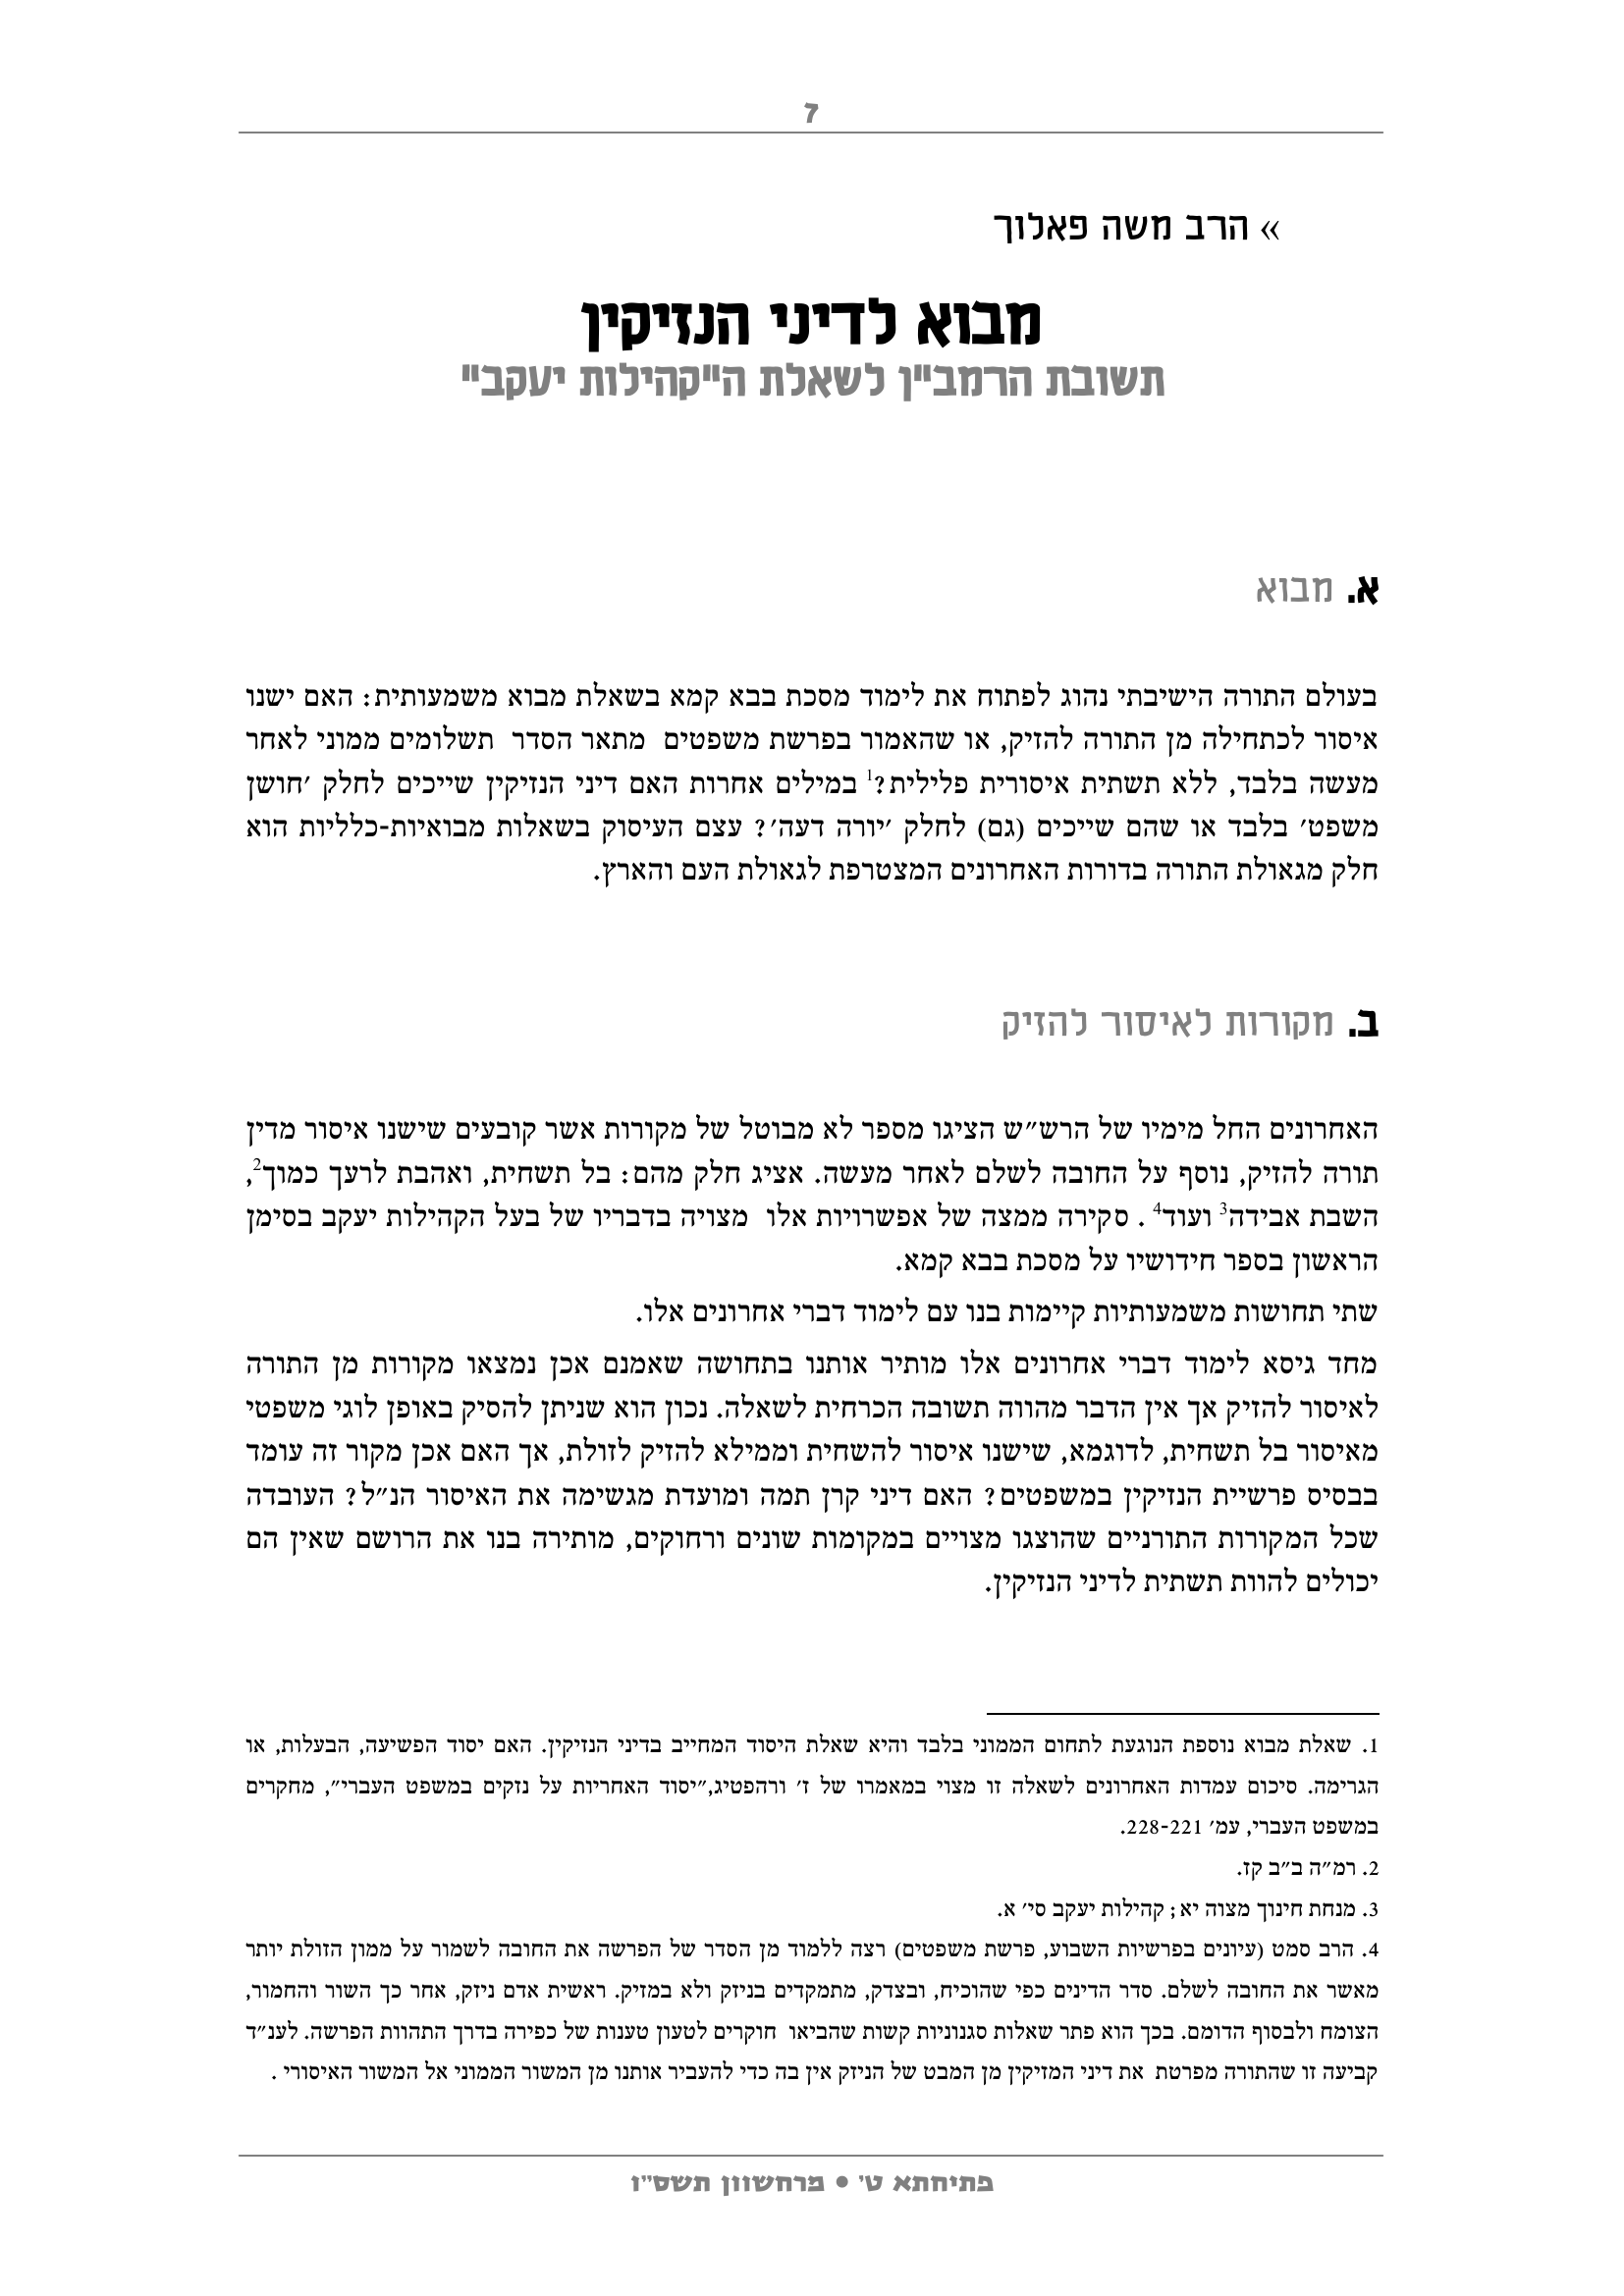 ז
» הרב משה פאלוך
מבוא לדיני הנזיקין
תשובת הרמב"ן לשאלת ה"קהילות יעקב"
א. מבוא
בעולם התורה הישיבתי נהוג לפתוח את לימוד מסכת בבא קמא בשאלת מבוא משמעותית: האם ישנו
איסור לכתחילה מן התורה להזיק, או שהאמור בפרשת משפטים  מתאר הסדר  תשלומים ממוני לאחר
מעשה בלבד, ללא תשתית איסורית פלילית?1 במילים אחרות האם דיני הנזיקין שייכים לחלק 'חושן
משפט' בלבד או שהם שייכים (גם) לחלק 'יורה דעה'? עצם העיסוק בשאלות מבואיות-כלליות הוא
חלק מגאולת התורה בדורות האחרונים המצטרפת לגאולת העם והארץ.
ב. מקורות לאיסור להזיק
האחרונים החל מימיו של הרש״ש הציגו מספר לא מבוטל של מקורות אשר קובעים שישנו איסור מדין
תורה להזיק, נוסף על החובה לשלם לאחר מעשה. אציג חלק מהם: בל תשחית, ואהבת לרעך כמוך2,
השבת אבידה3 ועוד4 . סקירה ממצה של אפשרויות אלו  מצויה בדבריו של בעל הקהילות יעקב בסימן
הראשון בספר חידושיו על מסכת בבא קמא.
שתי תחושות משמעותיות קיימות בנו עם לימוד דברי אחרונים אלו.
מחד גיסא לימוד דברי אחרונים אלו מותיר אותנו בתחושה שאמנם אכן נמצאו מקורות מן התורה
לאיסור להזיק אך אין הדבר מהווה תשובה הכרחית לשאלה. נכון הוא שניתן להסיק באופן לוגי משפטי
מאיסור בל תשחית, לדוגמא, שישנו איסור להשחית וממילא להזיק לזולת, אך האם אכן מקור זה עומד
בבסיס פרשיית הנזיקין במשפטים? האם דיני קרן תמה ומועדת מגשימה את האיסור הנ״ל? העובדה
שכל המקורות התורניים שהוצגו מצויים במקומות שונים ורחוקים, מותירה בנו את הרושם שאין הם
יכולים להוות תשתית לדיני הנזיקין.
1. שאלת מבוא נוספת הנוגעת לתחום הממוני בלבד והיא שאלת היסוד המחייב בדיני הנזיקין. האם יסוד הפשיעה, הבעלות, או
הגרימה. סיכום עמדות האחרונים לשאלה זו מצוי במאמרו של ז׳ ורהפטיג,״יסוד האחריות על נזקים במשפט העברי״, מחקרים
במשפט העברי, עמ׳ 228-221.
2. רמ״ה ב״ב קז.
3. מנחת חינוך מצוה יא; קהילות יעקב סי׳ א.
4. הרב סמט (עיונים בפרשיות השבוע, פרשת משפטים) רצה ללמוד מן הסדר של הפרשה את החובה לשמור על ממון הזולת יותר
מאשר את החובה לשלם. סדר הדינים כפי שהוכיח, ובצדק, מתמקדים בניזק ולא במזיק. ראשית אדם ניזק, אחר כך השור והחמור,
הצומח ולבסוף הדומם. בכך הוא פתר שאלות סגנוניות קשות שהביאו  חוקרים לטעון טענות של כפירה בדרך התהוות הפרשה. לענ״ד
קביעה זו שהתורה מפרטת  את דיני המזיקין מן המבט של הניזק אין בה כדי להעביר אותנו מן המשור הממוני אל המשור האיסורי .
פתיחתא ט׳ • מרחשוון תשס״ו